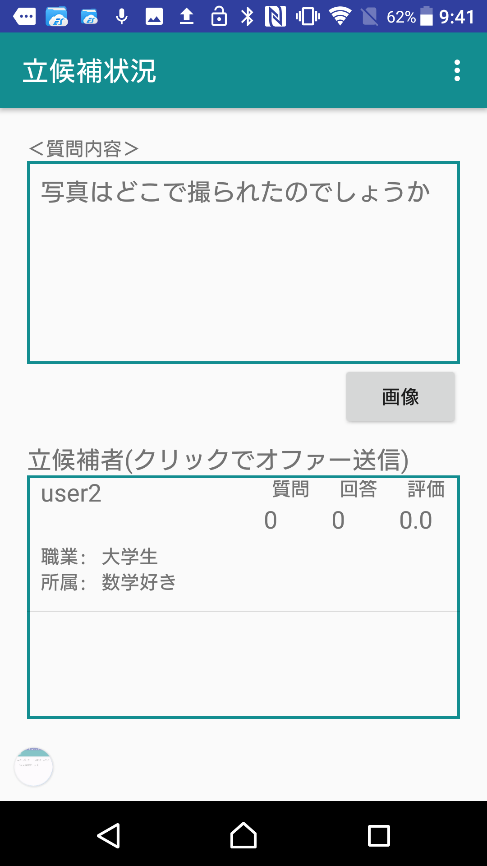 62% 9:41
立候補状況
＜質問内容＞
写真はどこで撮られたのでしょうか
画像
立候補者(クリックでオファー送信)
user2 質問 回答 評価
0 0 0.0
職業: 大学生
所属: 数学好き